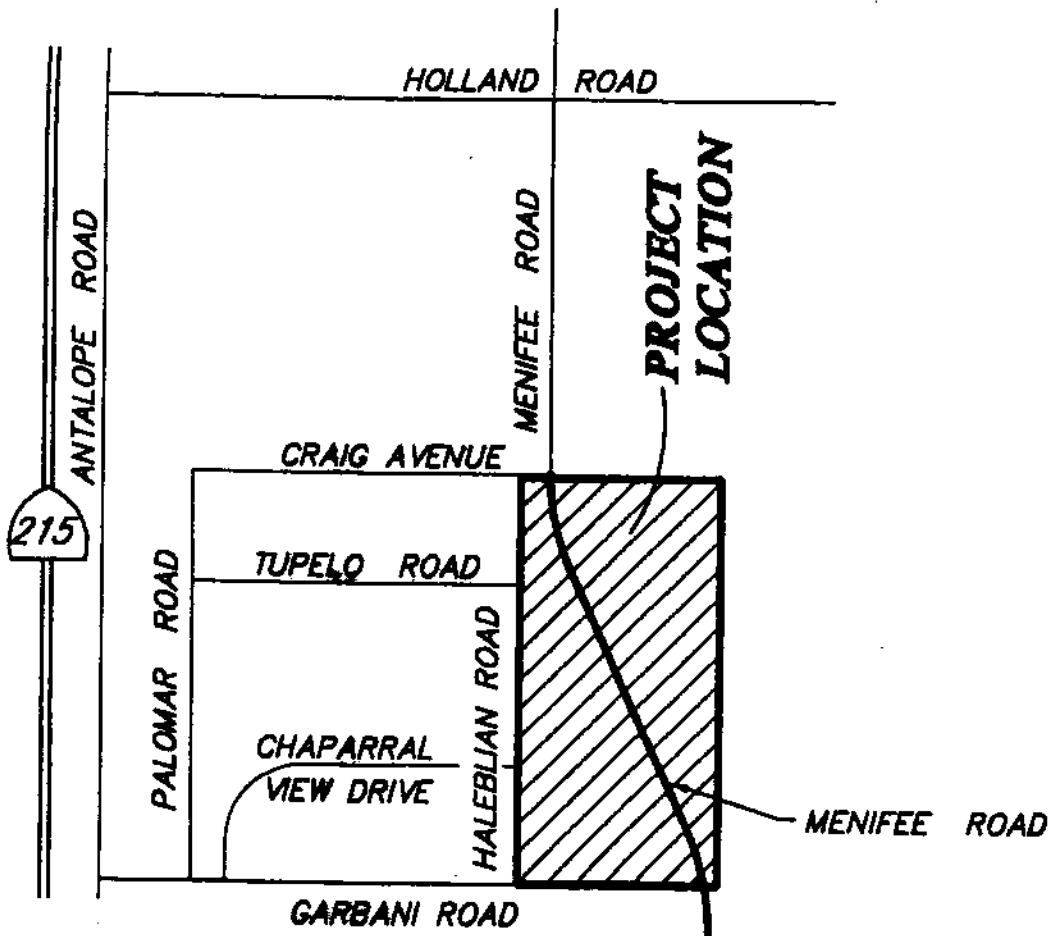 HOLLAND ROAD
ANTALOPE ROAD
MENIFEE ROAD
PROJECT
LOCATION
CRAIG AVENUE
215
TUPELO ROAD
PALOMAR ROAD
HALEBLIAN ROAD
CHAPARRAL
VIEW DRIVE
MENIFEE ROAD
GARBANI ROAD